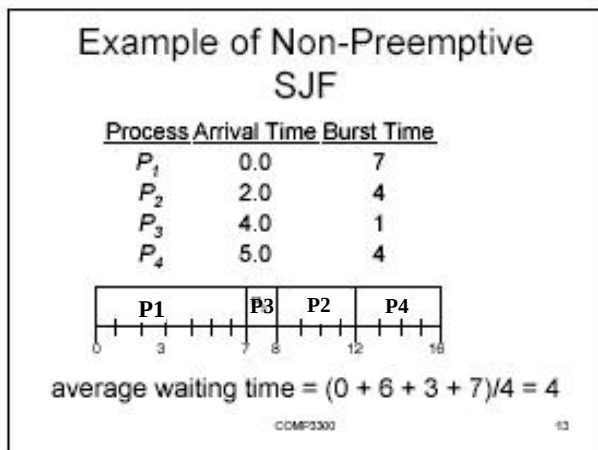 Example of Non-Preemptive
SJF
Process Arrival Time Burst Time
P1 0.0 7
P2 2.0 4
P3 4.0 1
P4 5.0 4
P1 P3 P2 P4
0 3 7 8 12 16
average waiting time = (0 + 6 + 3 + 7)/4 = 4
COMP3300 13